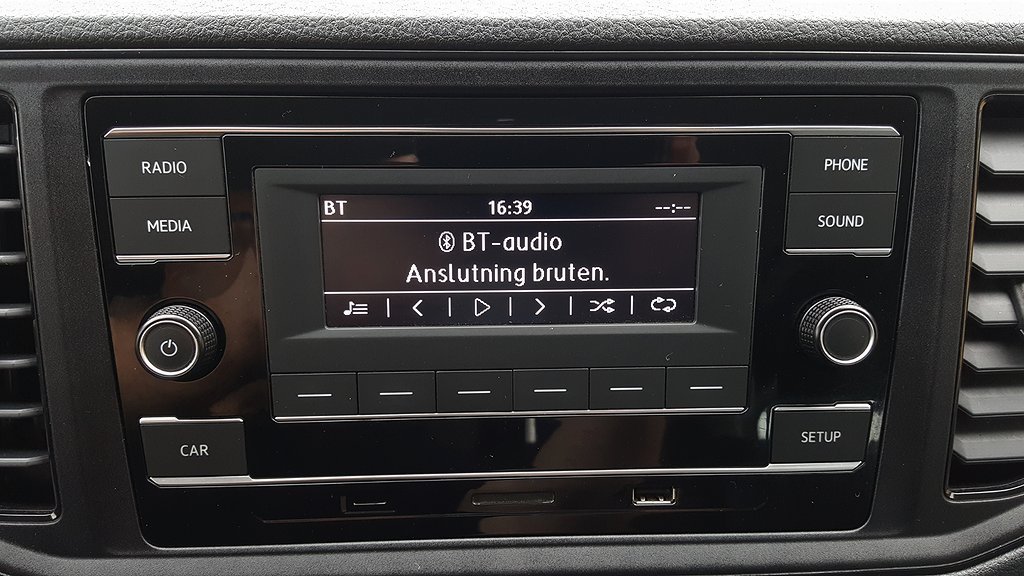 RADIO
MEDIA
PHONE
SOUND
BT 16:39 --:--
BT-audio
Anslutning bruten.
CAR
SETUP